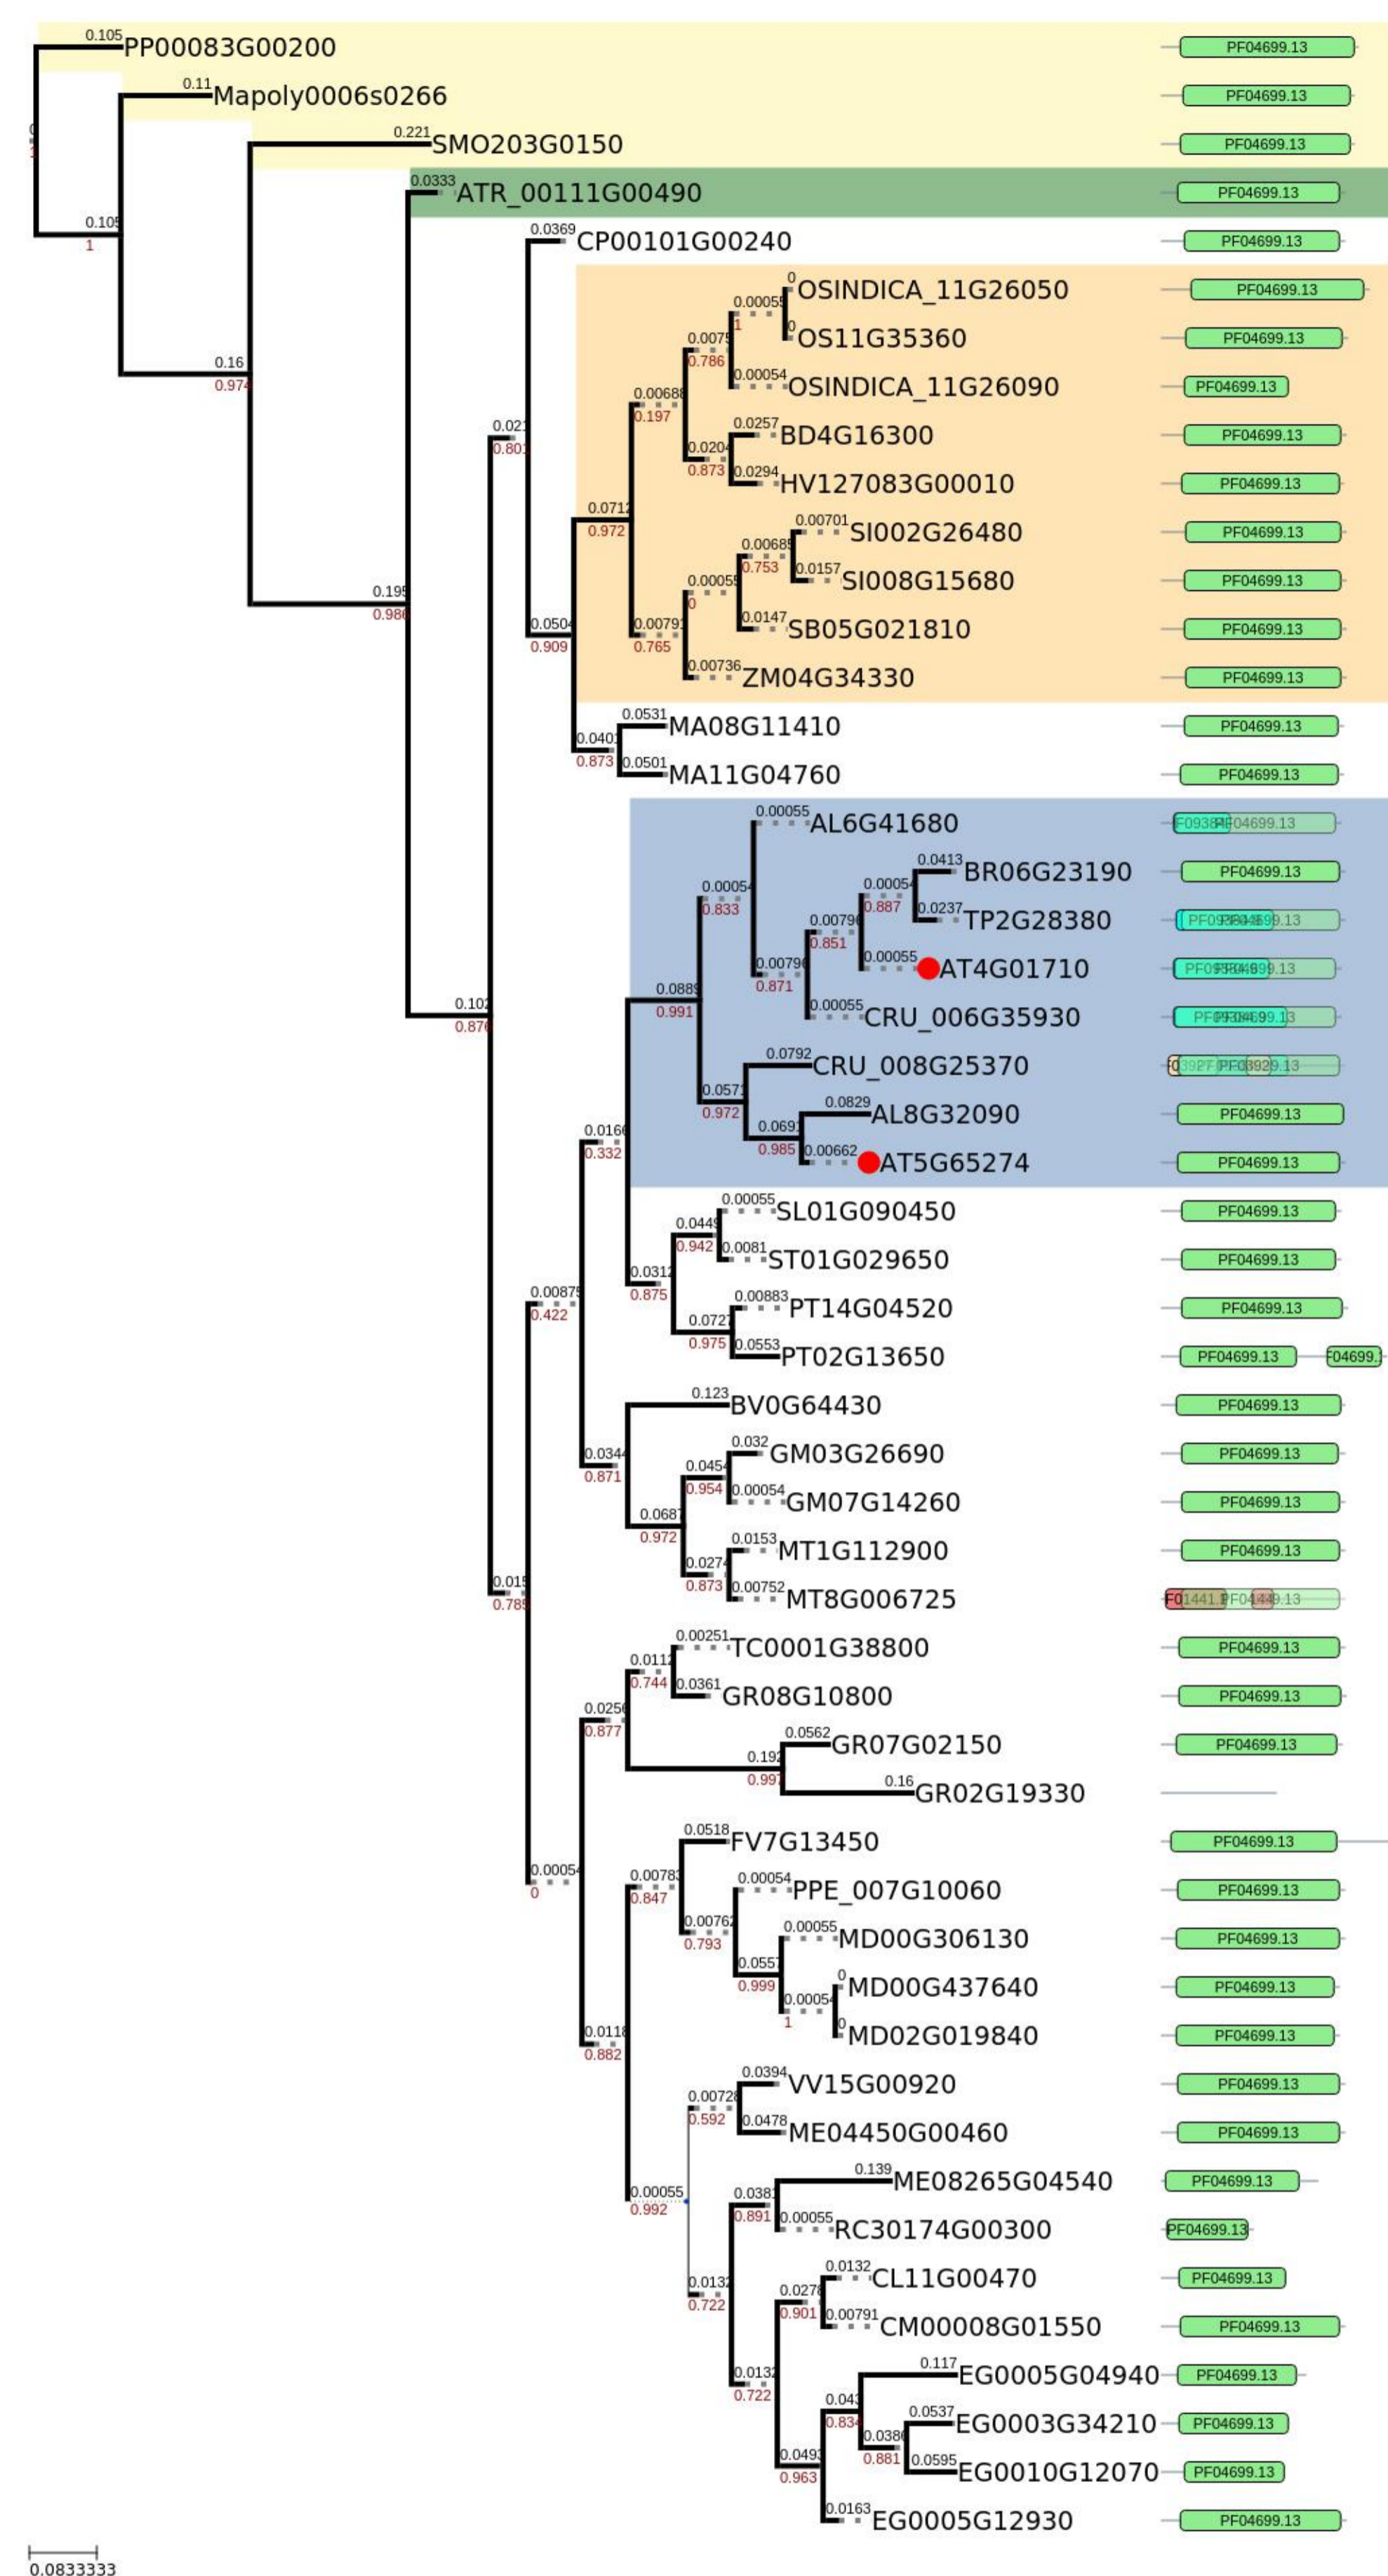 0.105 PP00083G00200 PF04699.13
0.11 Mapoly0006s0266 PF04699.13
0.221 SMO203G0150 PF04699.13
0.0333 ATR_00111G00490 PF04699.13
0.105
1
0.0369 CP00101G00240 PF04699.13
0
OSINDICA_11G26050 PF04699.13
0.00055
1
0 OS11G35360 PF04699.13
0.0075
0.786
0.00054 OSINDICA_11G26090 PF04699.13
0.16
0.974
0.00688
0.197
0.0257 BD4G16300 PF04699.13
0.021
0.801
0.0204
0.873
0.0294 HV127083G00010 PF04699.13
0.0712
0.972
0.00701 SI002G26480 PF04699.13
0.00685
0.753
0.0157 SI008G15680 PF04699.13
0.195
0.986
0.00055
0
0.0147 SB05G021810 PF04699.13
0.0504
0.909
0.00791
0.765
0.00736 ZM04G34330 PF04699.13
0.0531 MA08G11410 PF04699.13
0.0401
0.873
0.0501 MA11G04760 PF04699.13
0.00055 AL6G41680 PF04699.13
0.0413 BR06G23190 PF04699.13
0.00054
0.833
0.00054
0.887
0.0237 TP2G28380
0.00796
0.851
0.00055 AT4G01710
0.00796
0.871
0.0889
0.991
0.00055 CRU_006G35930
0.102
0.876
0.0792 CRU_008G25370
0.0571
0.972
0.0829 AL8G32090 PF04699.13
0.0691
0.985
0.0166
0.332
0.00662 AT5G65274 PF04699.13
0.00055 SL01G090450 PF04699.13
0.0449
0.942
0.0081 ST01G029650 PF04699.13
0.0312
0.875
0.00875
0.422
0.00883 PT14G04520 PF04699.13
0.0727
0.975
0.0553 PT02G13650 PF04699.13
0.123 BV0G64430 PF04699.13
0.0344
0.871
0.032 GM03G26690 PF04699.13
0.0454
0.954
0.00054 GM07G14260 PF04699.13
0.0687
0.972
0.0153 MT1G112900 PF04699.13
0.015
0.785
0.0274
0.873
0.00752 MT8G006725
0.00251 TC0001G38800 PF04699.13
0.0112
0.744
0.0361 GR08G10800 PF04699.13
0.0256
0.877
0.0562 GR07G02150 PF04699.13
0.192
0.997
0.16 GR02G19330
0.0518 FV7G13450 PF04699.13
0.00054
0
0.00783
0.847
0.00054 PPE_007G10060 PF04699.13
0.00762
0.793
0.00055 MD00G306130 PF04699.13
0.0557
0.999
0
MD00G437640 PF04699.13
0.00054
1
0.0118
0.882
0 MD02G019840 PF04699.13
0.0394 VV15G00920 PF04699.13
0.00728
0.592
0.0478 ME04450G00460 PF04699.13
0.00055
0.992
0.139 ME08265G04540 PF04699.13
0.0381
0.891
0.00055 RC30174G00300 PF04699.13
0.0132
0.722
0.0132 CL11G00470 PF04699.13
0.0278
0.901
0.00791 CM00008G01550 PF04699.13
0.0132
0.722
0.117 EG0005G04940 PF04699.13
0.043
0.834
0.0537 EG0003G34210 PF04699.13
0.0386
0.881
0.0493
0.963
0.0595 EG0010G12070 PF04699.13
0.0163 EG0005G12930 PF04699.13
0.0833333